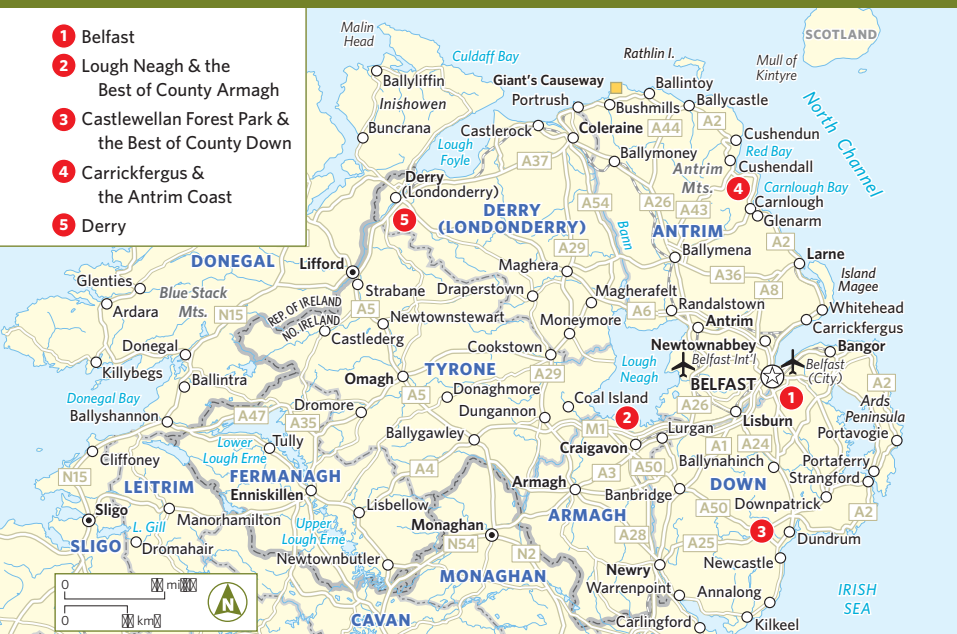 1 Belfast
2 Lough Neagh & the
Best of County Armagh
3 Castlewellan Forest Park &
the Best of County Down
4 Carrickfergus &
the Antrim Coast
5 Derry
Malin
Head
Culdaff Bay
Ballyliffin
Inishowen
Buncrana
Giant's Causeway
Portrush
Castlerock
Lough
Foyle
Rathlin I.
Ballintoy
Bushmills
Ballycastle
Coleraine
A44
A2
SCOTLAND
Mull of
Kintyre
North Channel
Cushendun
Red Bay
Cushendall
Ballymoney
Antrim
Mts.
4
Carnlough Bay
Carnlough
Glenarm
A37
Derry
(Londonderry)
5
DERRY
(LONDONDERRY)
A54
A26
A43
Bann
ANTRIM
A29
A2
DONEGAL
Lifford
Maghera
Ballymena
Larne
Glenties
Blue Stack
Mts.
Ardara
N15
REP. OF IRELAND
NO. IRELAND
Strabane
Draperstown
Magherafelt
A36
A8
Island
Magee
A5
Newtownstewart
Castlederg
Moneymore
A6
Randalstown
Antrim
Whitehead
Carrickfergus
Donegal
Killybegs
Cookstown
Newtownabbey
Belfast Int'l
Bangor
Belfast
(City)
Ballintra
Omagh
TYRONE
A29
Lough
Neagh
BELFAST
1
Donegal Bay
Ballyshannon
A47
A35
Dromore
A5
Donaghmore
Dungannon
Coal Island
2
A26
Lisburn
A2
Ards
Peninsula
Portavogie
Lower
Lough Erne
Tully
Ballygawley
M1
Craigavon
Lurgan
A1
A24
Cliffoney
N15
LEITRIM
FERMANAGH
Enniskillen
A4
Armagh
A3
A50
Ballynahinch
Portaferry
Strangford
Banbridge
DOWN
Downpatrick
Sligo
Manorhamilton
Lisbellow
Monaghan
ARMAGH
A50
A2
3
Dundrum
SLIGO
L. Gill
Dromahair
Upper
Lough Erne
N54
N2
A28
A25
Newtownbutler
MONAGHAN
Newry
Newcastle
Warrenpoint
Annalong
IRISH
SEA
CAVAN
Carlingford
Kilkeel
0
mi
0
km
N